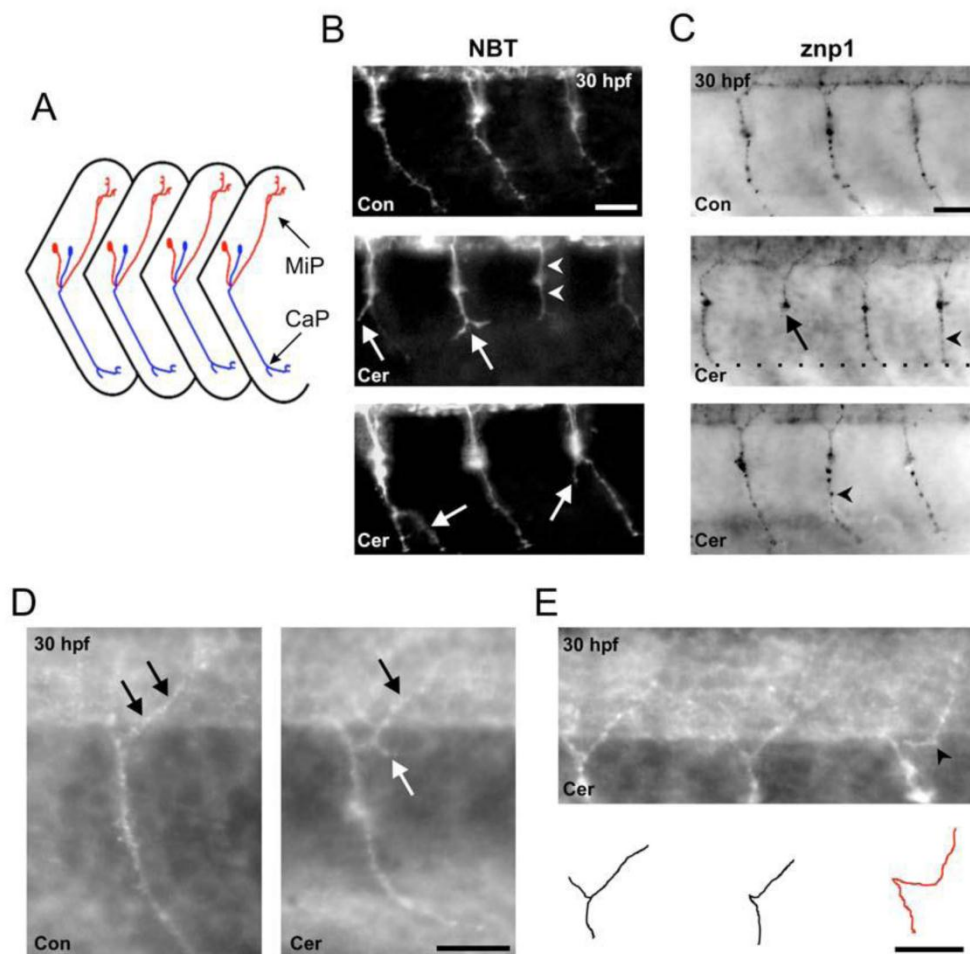 A
MiP
CaP
B
NBT
30 hpf
Con
Cer
Cer
C
znp1
30 hpf
Con
Cer
Cer
D
30 hpf
Con
Cer
E
30 hpf
Cer